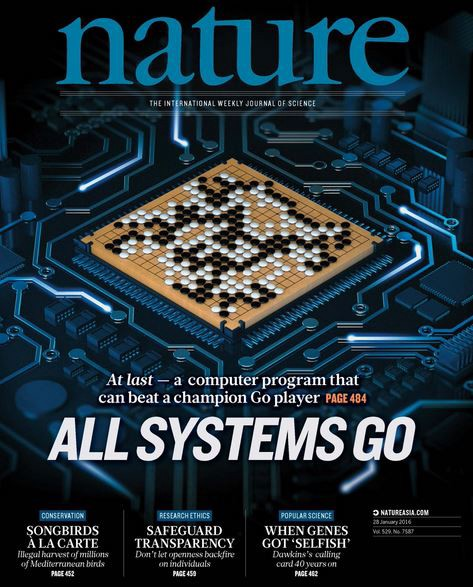 nature
THE INTERNATIONAL WEEKLY JOURNAL OF SCIENCE
At last — a computer program that
can beat a champion Go player PAGE 484
ALL SYSTEMS GO
CONSERVATION
SONGBIRDS
À LA CARTE
Illegal harvest of millions
of Mediterranean birds
PAGE 452
RESEARCH ETHICS
SAFEGUARD
TRANSPARENCY
Don't let openness backfire
on individuals
PAGE 459
POPULAR SCIENCE
WHEN GENES
GOT ‘SELFISH’
Dawkins's calling
card 40 years on
PAGE 462
NATUREASIA.COM
28 January 2016
Vol. 529, No. 7587